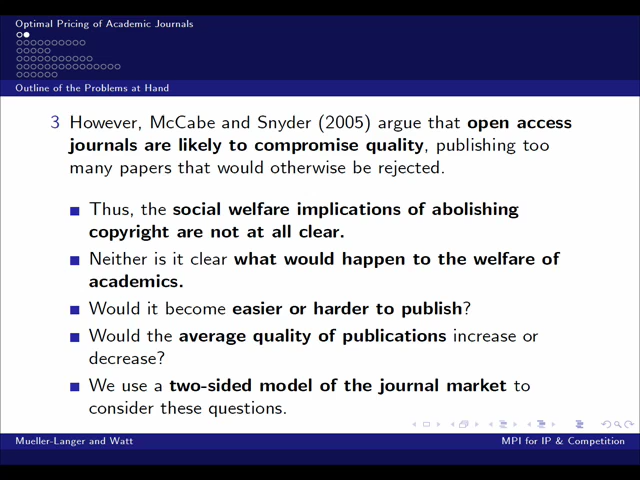 Optimal Pricing of Academic Journals
Outline of the Problems at Hand
3 However, McCabe and Snyder (2005) argue that open access
journals are likely to compromise quality, publishing too
many papers that would otherwise be rejected.
Thus, the social welfare implications of abolishing
copyright are not at all clear.
Neither is it clear what would happen to the welfare of
academics.
Would it become easier or harder to publish?
Would the average quality of publications increase or
decrease?
We use a two-sided model of the journal market to
consider these questions.
Mueller-Langer and Watt
MPI for IP & Competition